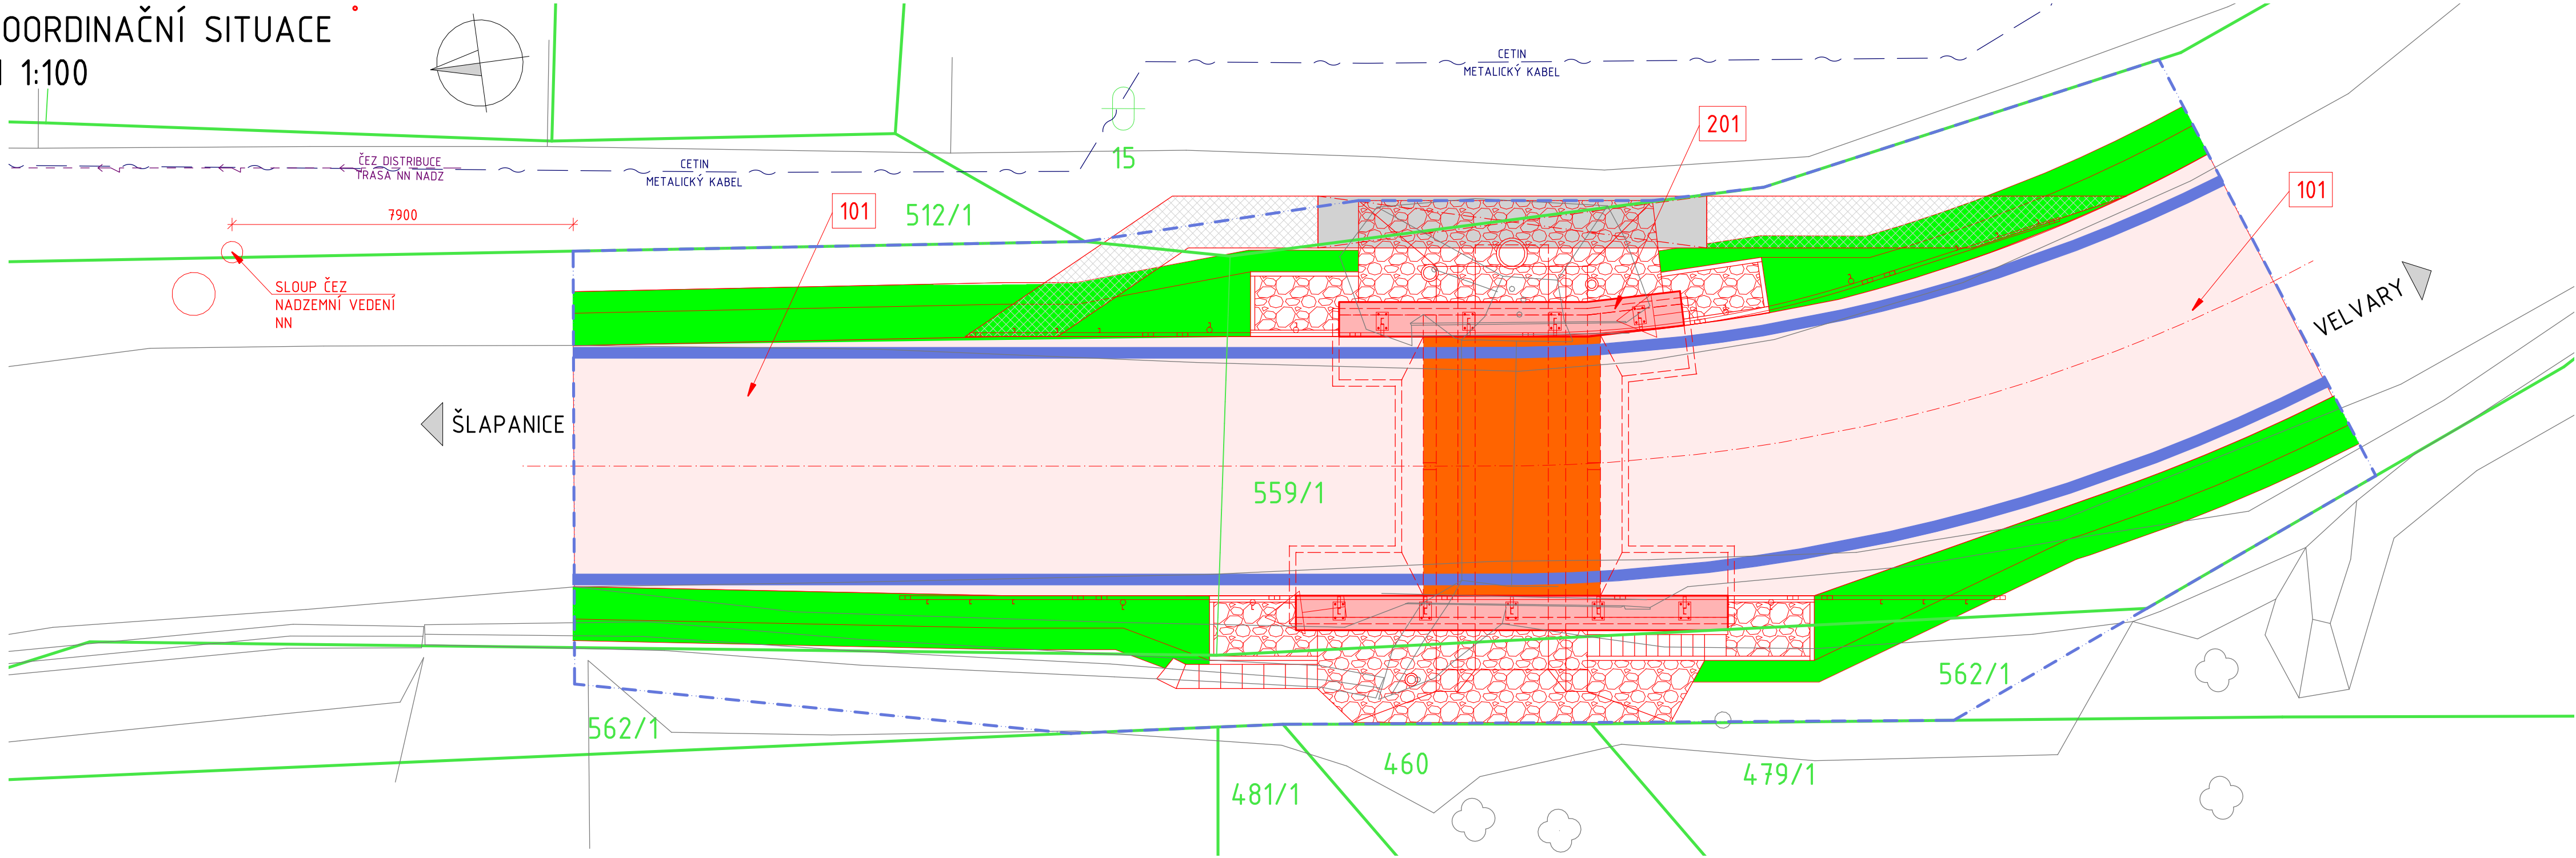 OORDINAČNÍ SITUACE
1:100
CETIN
METALICKÝ KABEL
201
15
ČEZ DISTRIBUCE
TRASA NN NADZ
CETIN
METALICKÝ KABEL
101
101
7900
512/1
SLOUP ČEZ
NADZEMNÍ VEDENÍ
NN
VELVARY
ŠLAPANICE
559/1
562/1
562/1
460
479/1
481/1